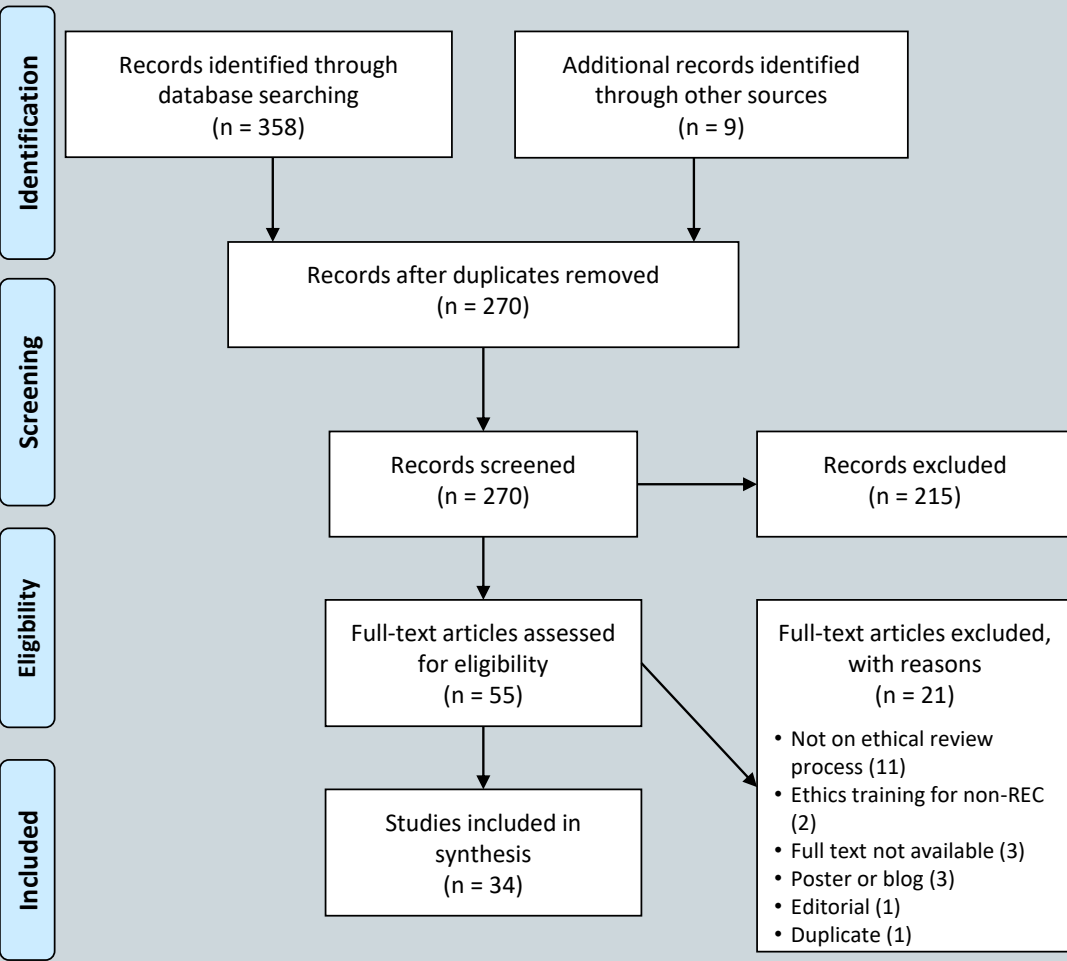 Identification
Records identified through
database searching
(n = 358)
Additional records identified
through other sources
(n = 9)
Screening
Records after duplicates removed
(n = 270)
Records screened
(n = 270)
Records excluded
(n = 215)
Eligibility
Full-text articles assessed
for eligibility
(n = 55)
Full-text articles excluded,
with reasons
(n = 21)
• Not on ethical review
process (11)
• Ethics training for non-REC
(2)
• Full text not available (3)
• Poster or blog (3)
• Editorial (1)
• Duplicate (1)
Included
Studies included in
synthesis
(n = 34)